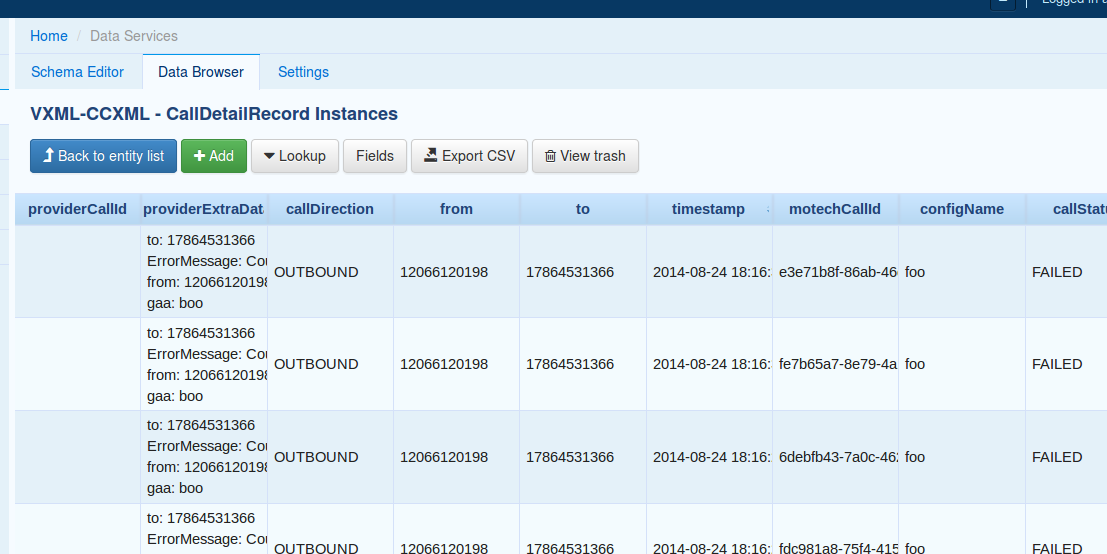 Logged in a
Home / Data Services
Schema Editor Data Browser Settings
VXML-CCXML - CallDetailRecord Instances
Back to entity list Add Lookup Fields Export CSV View trash
providerCallId providerExtraDat callDirection from to timestamp motechCallId configName callStatu
to: 17864531366
ErrorMessage: Cou
from: 12066120198
gaa: boo
OUTBOUND 12066120198 17864531366 2014-08-24 18:16: e3e71b8f-86ab-46 foo FAILED
to: 17864531366
ErrorMessage: Cou
from: 12066120198
gaa: boo
OUTBOUND 12066120198 17864531366 2014-08-24 18:16: fe7b65a7-8e79-4a foo FAILED
to: 17864531366
ErrorMessage: Cou
from: 12066120198
gaa: boo
OUTBOUND 12066120198 17864531366 2014-08-24 18:16: 6debfb43-7a0c-462 foo FAILED
to: 17864531366
ErrorMessage: Cou
OUTBOUND 12066120198 17864531366 2014-08-24 18:16: fdc981a8-75f4-415 foo FAILED